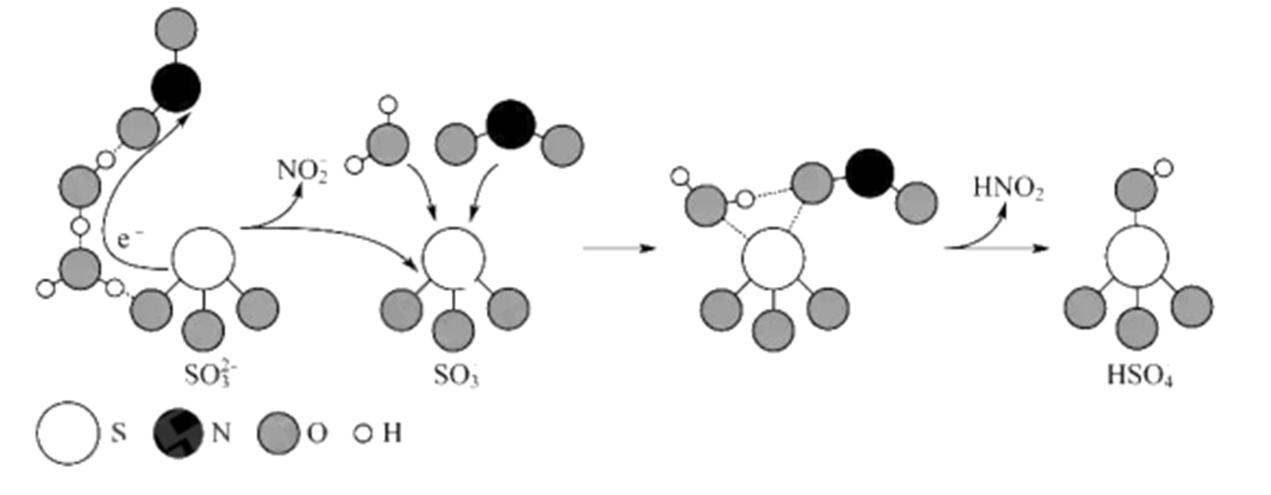 NO₂⁻
HNO₂
e⁻
SO₃²⁻
SO₃⁻
HSO₄⁻
S N O H